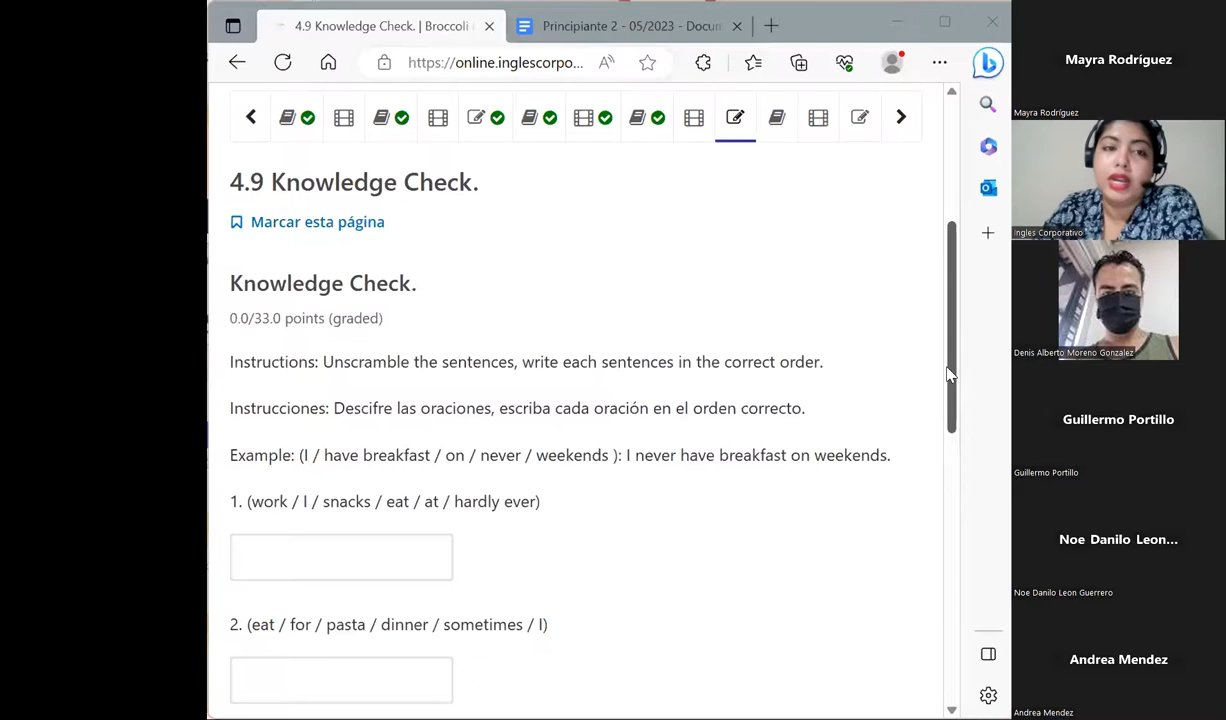 4.9 Knowledge Check. | Broccoli
Principiante 2 - 05/2023 - Docum
https://online.inglescorpo...
4.9 Knowledge Check.
Marcar esta página
Knowledge Check.
0.0/33.0 points (graded)
Instructions: Unscramble the sentences, write each sentences in the correct order.
Instrucciones: Descifre las oraciones, escriba cada oración en el orden correcto.
Example: (I / have breakfast / on / never / weekends ): I never have breakfast on weekends.
1. (work / I / snacks / eat / at / hardly ever)
2. (eat / for / pasta / dinner / sometimes / I)
Mayra Rodríguez
Mayra Rodríguez
Ingles Corporativo
Denis Alberto Moreno Gonzalez
Guillermo Portillo
Guillermo Portillo
Noe Danilo Leon...
Noe Danilo Leon Guerrero
Andrea Mendez
Andrea Mendez